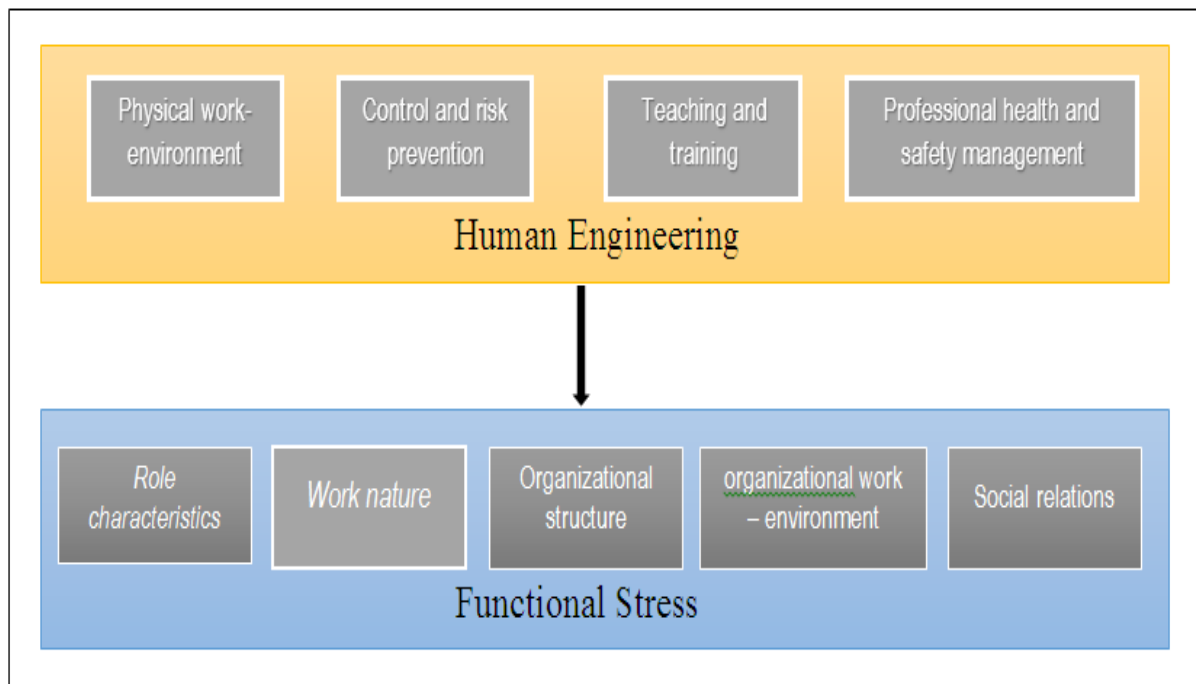 Physical work-
environment
Control and risk
prevention
Teaching and
training
Professional health and
safety management
Human Engineering
Role
characteristics
Work nature
Organizational
structure
organizational work
– environment
Social relations
Functional Stress